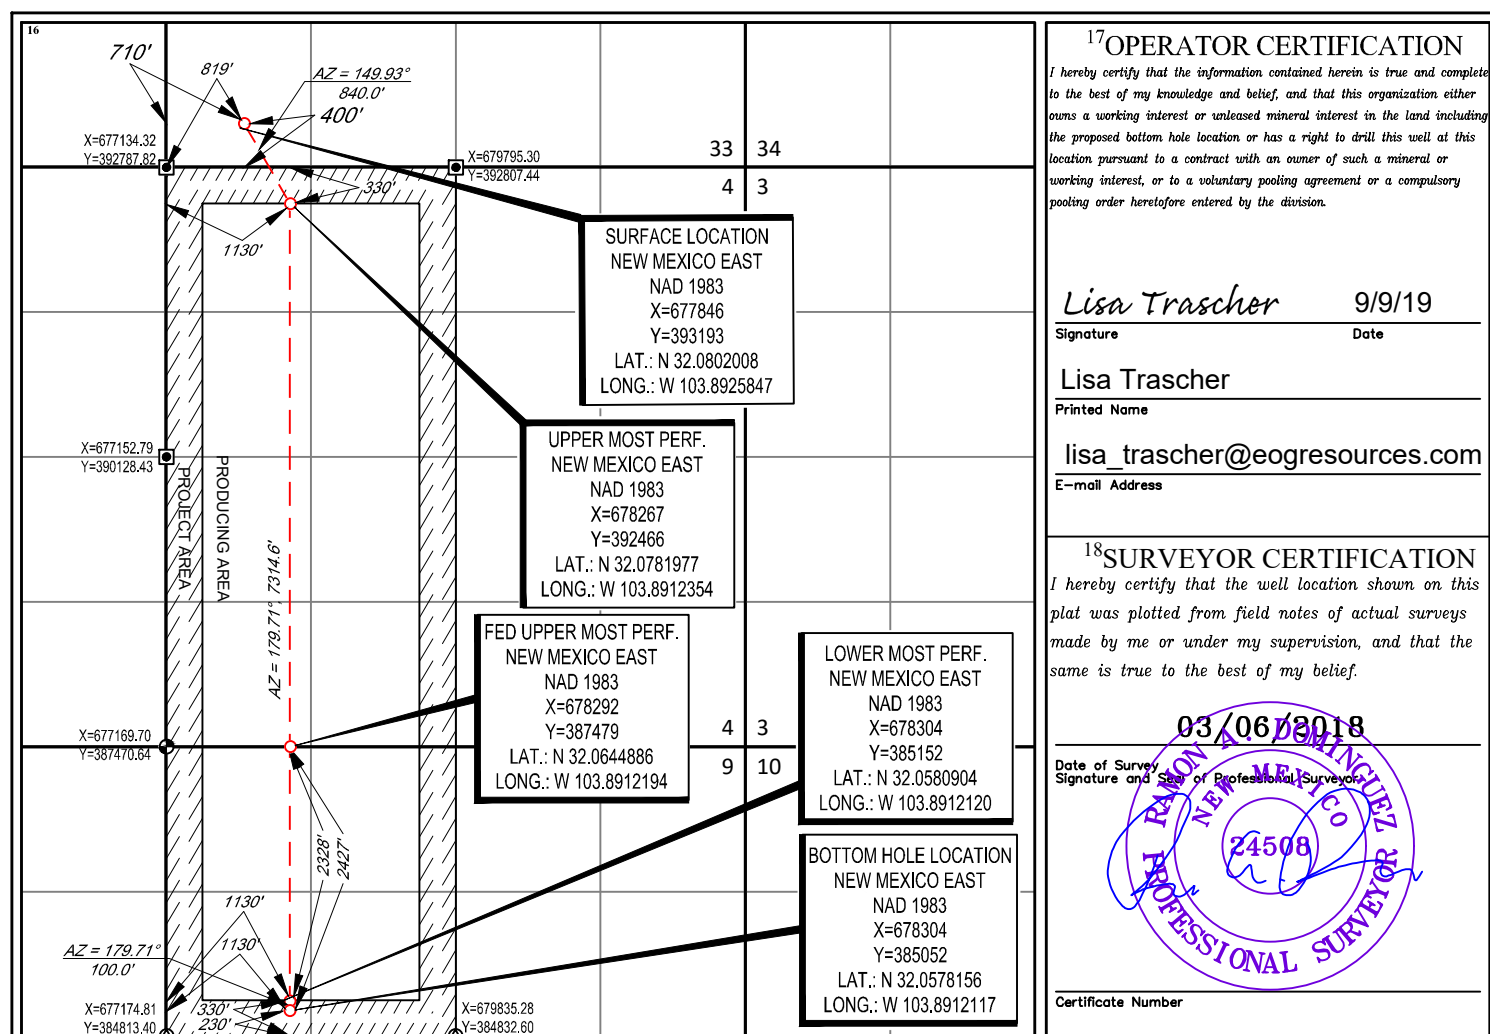 16
710'
819'
AZ = 149.93°
840.0'
400'
X=677134.32
Y=392787.82
X=679795.30
Y=392807.44
33 34
4 3
330'
1130'
SURFACE LOCATION
NEW MEXICO EAST
NAD 1983
X=677846
Y=393193
LAT.: N 32.0802008
LONG.: W 103.8925847
UPPER MOST PERF.
NEW MEXICO EAST
NAD 1983
X=678267
Y=392466
LAT.: N 32.0781977
LONG.: W 103.8912354
X=677152.79
Y=390128.43
PROJECT AREA
PRODUCING AREA
AZ = 179.71°, 7314.6'
FED UPPER MOST PERF.
NEW MEXICO EAST
NAD 1983
X=678292
Y=387479
LAT.: N 32.0644886
LONG.: W 103.8912194
LOWER MOST PERF.
NEW MEXICO EAST
NAD 1983
X=678304
Y=385152
LAT.: N 32.0580904
LONG.: W 103.8912120
4 3
9 10
X=677169.70
Y=387470.64
2328'
2427'
BOTTOM HOLE LOCATION
NEW MEXICO EAST
NAD 1983
X=678304
Y=385052
LAT.: N 32.0578156
LONG.: W 103.8912117
1130'
1130'
AZ = 179.71°
100.0'
X=677174.81
Y=384813.40
330'
230'
X=679835.28
Y=384832.60
17OPERATOR CERTIFICATION
I hereby certify that the information contained herein is true and complete
to the best of my knowledge and belief, and that this organization either
owns a working interest or unleased mineral interest in the land including
the proposed bottom hole location or has a right to drill this well at this
location pursuant to a contract with an owner of such a mineral or
working interest, or to a voluntary pooling agreement or a compulsory
pooling order heretofore entered by the division.
Lisa Trascher 9/9/19
Signature Date
Lisa Trascher
Printed Name
lisa_trascher@eogresources.com
E-mail Address
18SURVEYOR CERTIFICATION
I hereby certify that the well location shown on this
plat was plotted from field notes of actual surveys
made by me or under my supervision, and that the
same is true to the best of my belief.
03/06/2018
Date of Survey
Signature and Seal of Professional Surveyor:
RAMON A. DOMINGUEZ
NEW MEXICO
24508
PROFESSIONAL SURVEYOR
Certificate Number